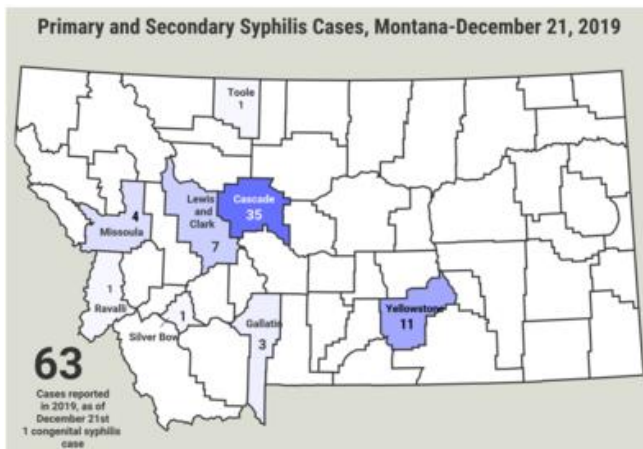 Primary and Secondary Syphilis Cases, Montana-December 21, 2019
Toole
1
Cascade
35
Lewis
and
Clark
7
4
Missoula
1
Ravalli
1
Silver Bow
Gallatin
3
Yellowstone
11
63
Cases reported
in 2019, as of
December 21st
1 congenital syphilis
case